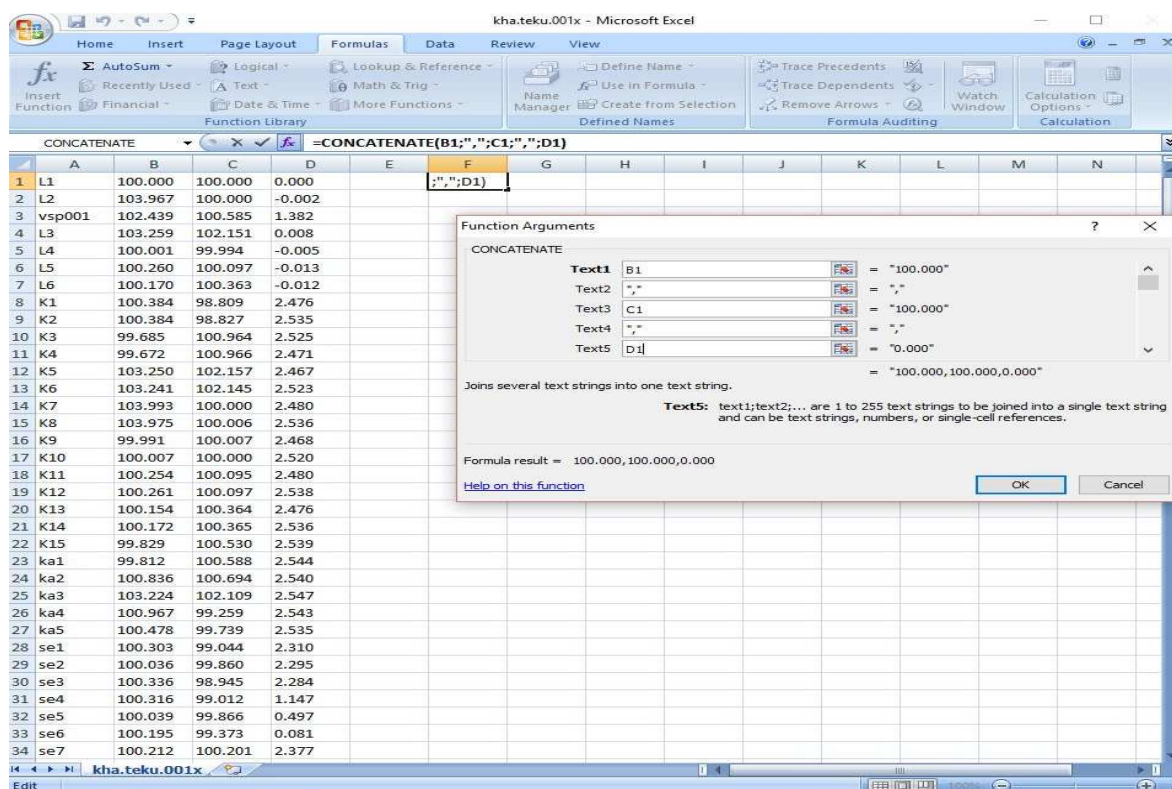 kha.teku.001x - Microsoft Excel
Home Insert Page Layout Formulas Data Review View
fx Insert Function
Σ AutoSum
Recently Used
Financial
Logical
Text
Date & Time
Lookup & Reference
Math & Trig
More Functions
Function Library
Name Manager
Define Name
Use in Formula
Create from Selection
Defined Names
Trace Precedents
Trace Dependents
Remove Arrows
Formula Auditing
Watch Window
Calculation Options
Calculation
CONCATENATE fx =CONCATENATE(B1;",";C1;",";D1)
A B C D E F G H I J K L M N
1 L1 100.000 100.000 0.000 ;",";D1)
2 L2 103.967 100.000 -0.002
3 vsp001 102.439 100.585 1.382
4 L3 103.259 102.151 0.008
5 L4 100.001 99.994 -0.005
6 L5 100.260 100.097 -0.013
7 L6 100.170 100.363 -0.012
8 K1 100.384 98.809 2.476
9 K2 100.384 98.827 2.535
10 K3 99.685 100.964 2.525
11 K4 99.672 100.966 2.471
12 K5 103.250 102.157 2.467
13 K6 103.241 102.145 2.523
14 K7 103.993 100.000 2.480
15 K8 103.975 100.006 2.536
16 K9 99.991 100.007 2.468
17 K10 100.007 100.000 2.520
18 K11 100.254 100.095 2.480
19 K12 100.261 100.097 2.538
20 K13 100.154 100.364 2.476
21 K14 100.172 100.365 2.536
22 K15 99.829 100.530 2.539
23 ka1 99.812 100.588 2.544
24 ka2 100.836 100.694 2.540
25 ka3 103.224 102.109 2.547
26 ka4 100.967 99.259 2.543
27 ka5 100.478 99.739 2.535
28 se1 100.303 99.044 2.310
29 se2 100.036 99.860 2.295
30 se3 100.336 98.945 2.284
31 se4 100.316 99.012 1.147
32 se5 100.039 99.866 0.497
33 se6 100.195 99.373 0.081
34 se7 100.212 100.201 2.377
Function Arguments ?
CONCATENATE
Text1 B1 = "100.000"
Text2 "," = ","
Text3 C1 = "100.000"
Text4 "," = ","
Text5 D1 = "0.000"
= "100.000,100.000,0.000"
Joins several text strings into one text string.
Text5: text1;text2;... are 1 to 255 text strings to be joined into a single text string
and can be text strings, numbers, or single-cell references.
Formula result = 100.000,100.000,0.000
Help on this function
OK Cancel
kha.teku.001x
Edit 100%